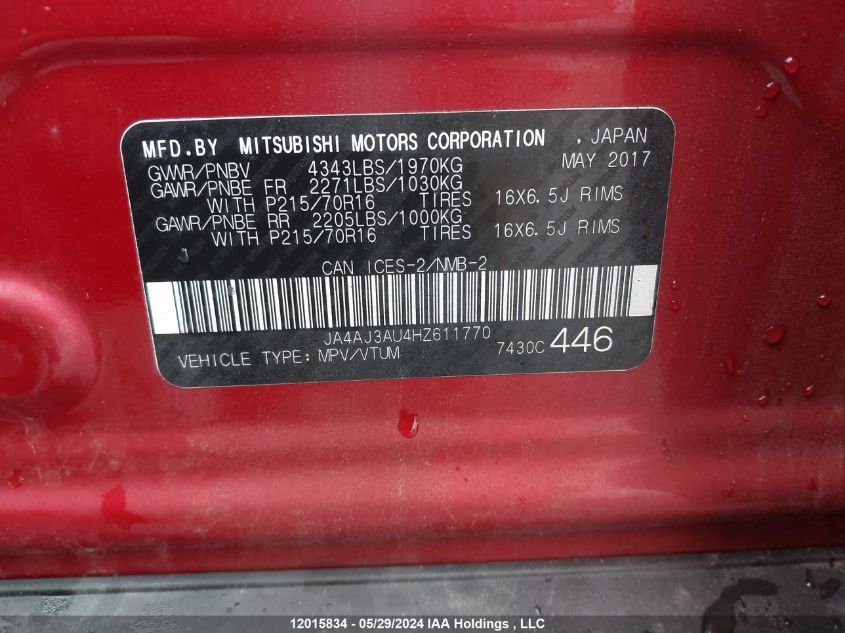 MFD.BY MITSUBISHI MOTORS CORPORATION , JAPAN
GVWR/PNBV 4343LBS/1970KG MAY 2017
GAWR/PNBE FR 2271LBS/1030KG
WITH P215/70R16 TIRES 16X6.5J RIMS
GAWR/PNBE RR 2205LBS/1000KG
WITH P215/70R16 TIRES 16X6.5J RIMS
J
CAN ICES-2/NMB-2
JA4AJ3AU4HZ611770
VEHICLE TYPE: MPV/VTUM 7430C 446
12015834 - 05/29/2024 IAA Holdings , LLC